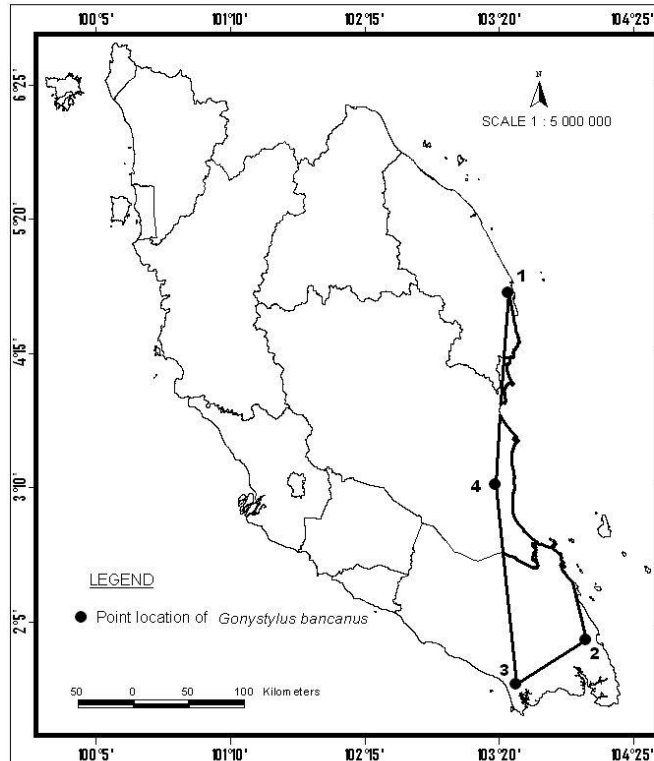 100°5' 101°10' 102°15' 103°20' 104°25'
N
SCALE 1 : 5 000 000
6°25'
5°20'
4°15'
3°10'
2°5'
1
4
2
3
LEGEND
Point location of Gonystylus bancanus
50 0 50 100 Kilometers
100°5' 101°10' 102°15' 103°20' 104°25'